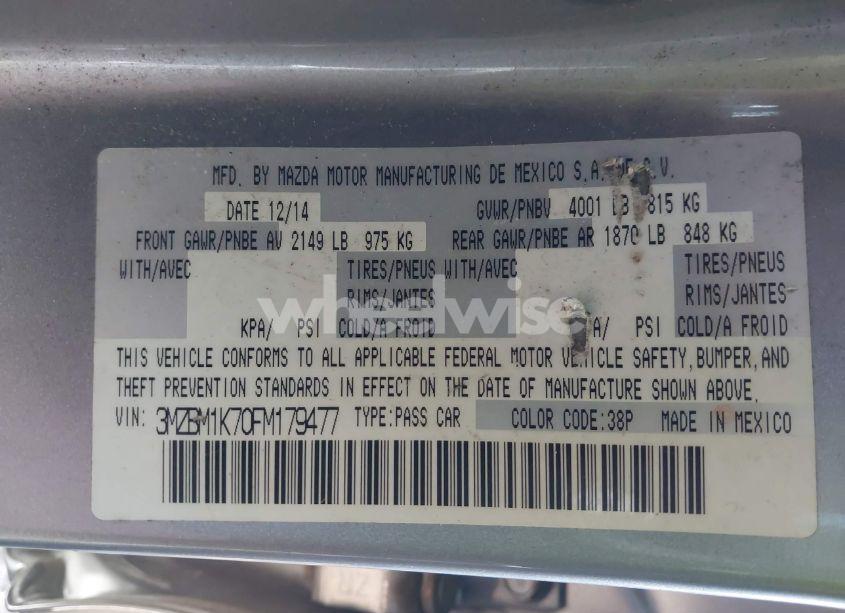 MFD. BY MAZDA MOTOR MANUFACTURING DE MEXICO S.A. DE C.V.
DATE 12/14 GVWR/PNBV 4001 LB 1815 KG
FRONT GAWR/PNBE AV 2149 LB 975 KG REAR GAWR/PNBE AR 1870 LB 848 KG
WITH/AVEC TIRES/PNEUS WITH/AVEC TIRES/PNEUS
RIMS/JANTES RIMS/JANTES
wheelwise
KPA/ PSI COLD/A FROID KPA/ PSI COLD/A FROID
THIS VEHICLE CONFORMS TO ALL APPLICABLE FEDERAL MOTOR VEHICLE SAFETY, BUMPER, AND
THEFT PREVENTION STANDARDS IN EFFECT ON THE DATE OF MANUFACTURE SHOWN ABOVE.
VIN: 3MZBM1K70FM179477 TYPE:PASS CAR COLOR CODE:38P MADE IN MEXICO